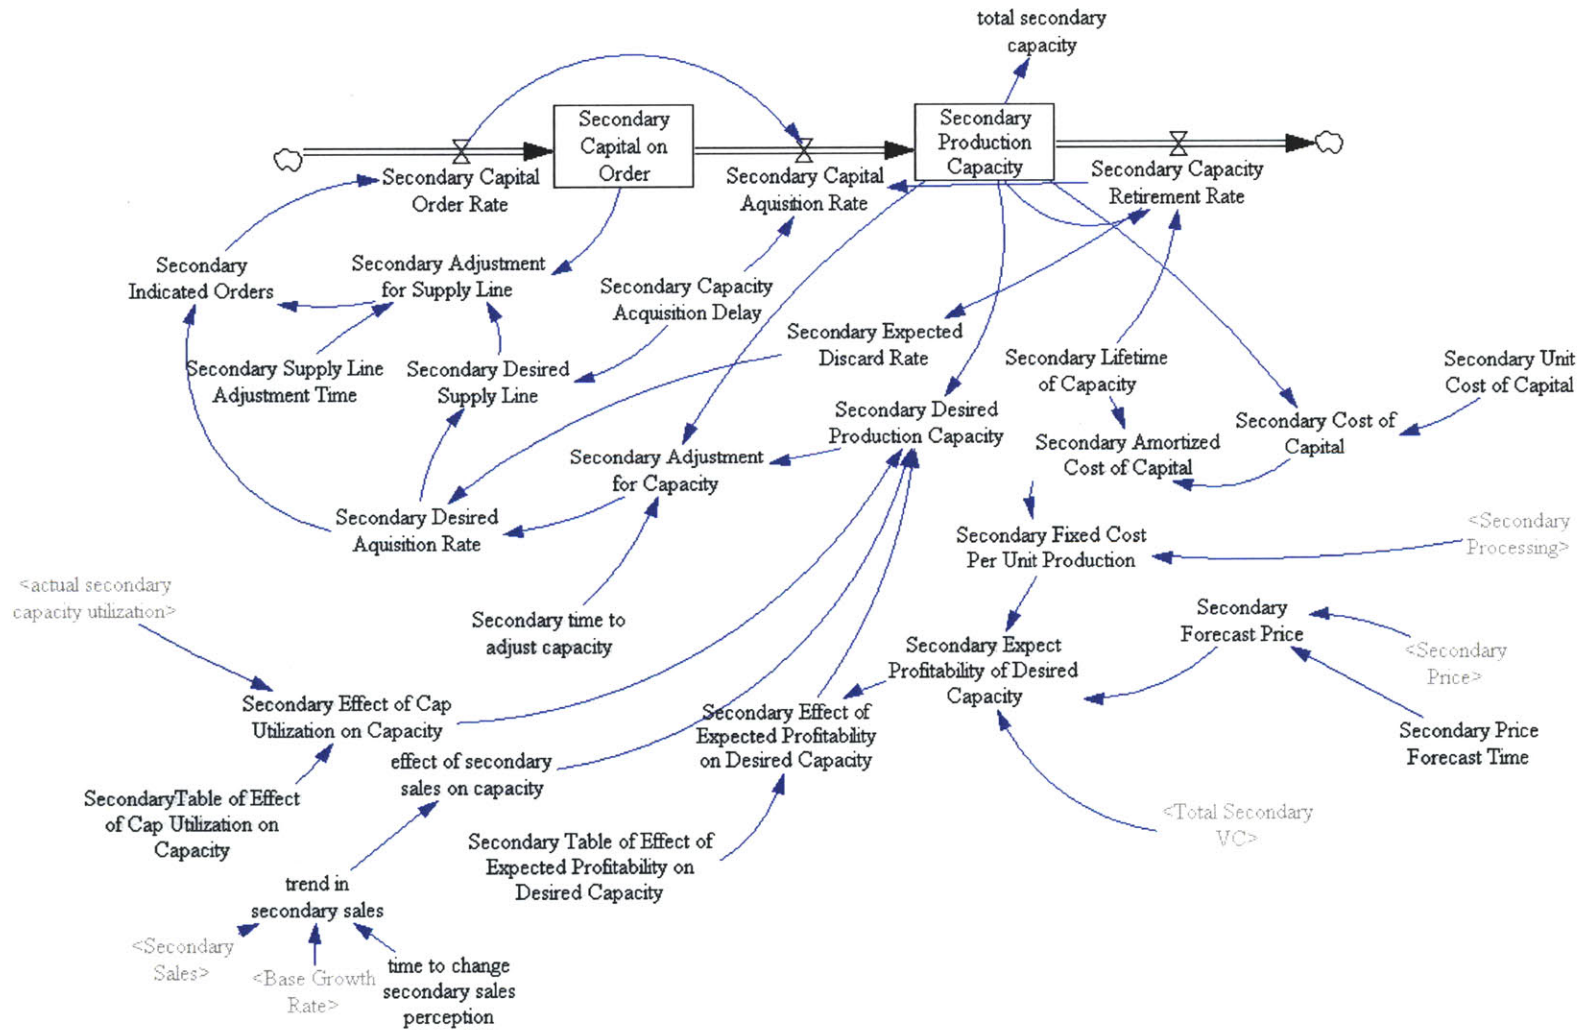 total secondary
capacity
Secondary
Capital on
Order
Secondary
Production
Capacity
Secondary Capital
Order Rate
Secondary Capital
Aquisition Rate
Secondary Capacity
Retirement Rate
Secondary
Indicated Orders
Secondary Adjustment
for Supply Line
Secondary Capacity
Acquisition Delay
Secondary Expected
Discard Rate
Secondary Lifetime
of Capacity
Secondary Unit
Cost of Capital
Secondary Supply Line
Adjustment Time
Secondary Desired
Supply Line
Secondary Desired
Production Capacity
Secondary Cost of
Capital
Secondary Amortized
Cost of Capital
Secondary Adjustment
for Capacity
Secondary Desired
Aquisition Rate
Secondary Fixed Cost
Per Unit Production
<Secondary
Processing>
<actual secondary
capacity utilization>
Secondary time to
adjust capacity
Secondary
Forecast Price
Secondary Expect
Profitability of Desired
Capacity
<Secondary
Price>
Secondary Effect of Cap
Utilization on Capacity
Secondary Effect of
Expected Profitability
on Desired Capacity
Secondary Price
Forecast Time
effect of secondary
sales on capacity
SecondaryTable of Effect
of Cap Utilization on
Capacity
Secondary Table of Effect of
Expected Profitability on
Desired Capacity
<Total Secondary
VC>
trend in
secondary sales
<Secondary
Sales>
<Base Growth
Rate>
time to change
secondary sales
perception